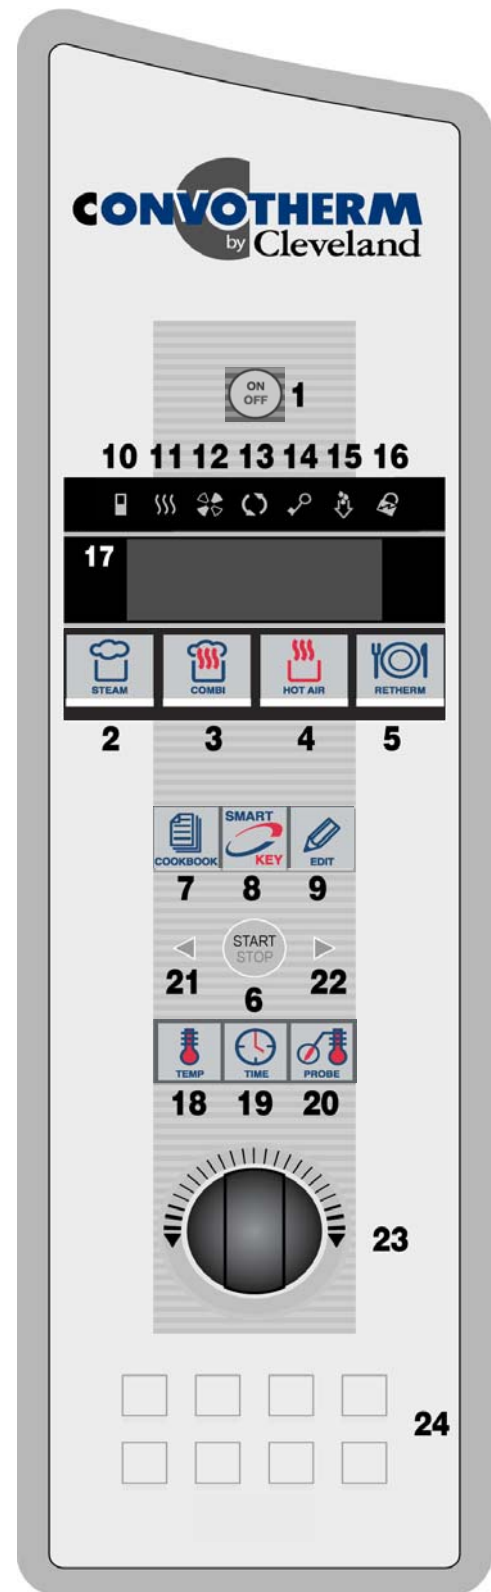 CONVOTHERM
by Cleveland
ON
OFF
1
10 11 12 13 14 15 16
17
STEAM COMBI HOT AIR RETHERM
2 3 4 5
COOKBOOK SMART KEY EDIT
7 8 9
START
STOP
21 22
6
TEMP TIME PROBE
18 19 20
23
24